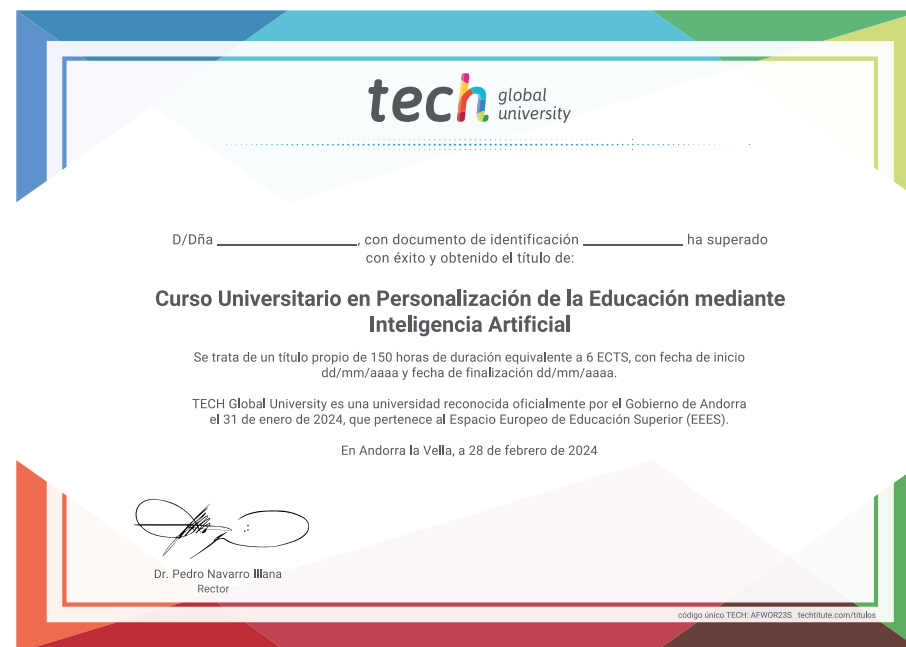 tech global
university
D/Dña ____________________, con documento de identificación ______________ ha superado
con éxito y obtenido el título de:
Curso Universitario en Personalización de la Educación mediante
Inteligencia Artificial
Se trata de un título propio de 150 horas de duración equivalente a 6 ECTS, con fecha de inicio
dd/mm/aaaa y fecha de finalización dd/mm/aaaa.
TECH Global University es una universidad reconocida oficialmente por el Gobierno de Andorra
el 31 de enero de 2024, que pertenece al Espacio Europeo de Educación Superior (EEES).
En Andorra la Vella, a 28 de febrero de 2024
Dr. Pedro Navarro Illana
Rector
código único TECH: AFWOR23S techtitute.com/titulos